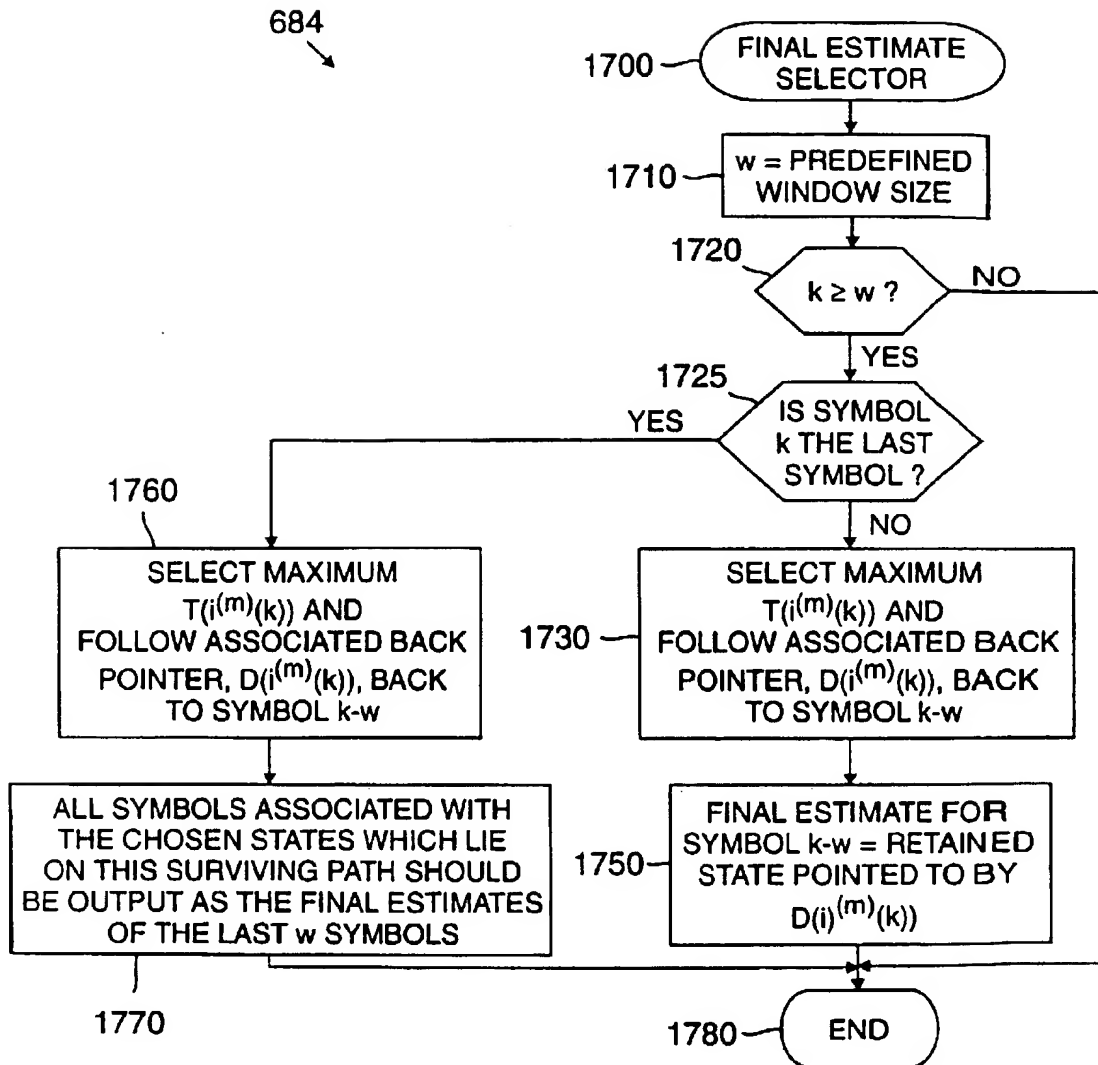 684
1700
FINAL ESTIMATE
SELECTOR
1710
w = PREDEFINED
WINDOW SIZE
1720
k ≥ w ?
NO
YES
1725
IS SYMBOL
k THE LAST
SYMBOL ?
YES
NO
1760
SELECT MAXIMUM
T(i^(m)(k)) AND
FOLLOW ASSOCIATED BACK
POINTER, D(i^(m)(k)), BACK
TO SYMBOL k-w
1730
SELECT MAXIMUM
T(i^(m)(k)) AND
FOLLOW ASSOCIATED BACK
POINTER, D(i^(m)(k)), BACK
TO SYMBOL k-w
ALL SYMBOLS ASSOCIATED WITH
THE CHOSEN STATES WHICH LIE
ON THIS SURVIVING PATH SHOULD
BE OUTPUT AS THE FINAL ESTIMATES
OF THE LAST w SYMBOLS
1770
1750
FINAL ESTIMATE FOR
SYMBOL k-w = RETAINED
STATE POINTED TO BY
D(i)^(m)(k))
1780
END